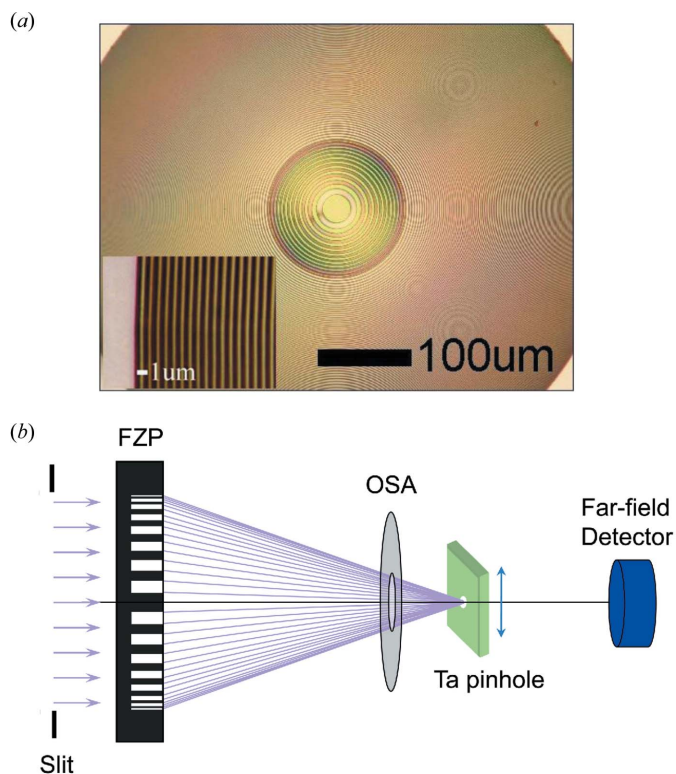 (a)
1um
100um
(b)
FZP
OSA
Far-field
Detector
Ta pinhole
Slit